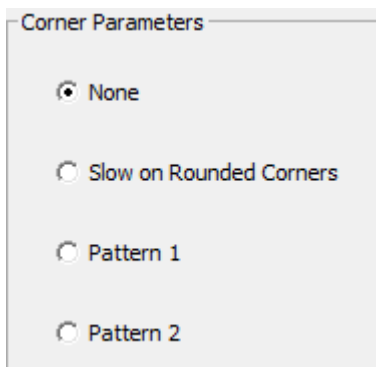 Corner Parameters
None
Slow on Rounded Corners
Pattern 1
Pattern 2